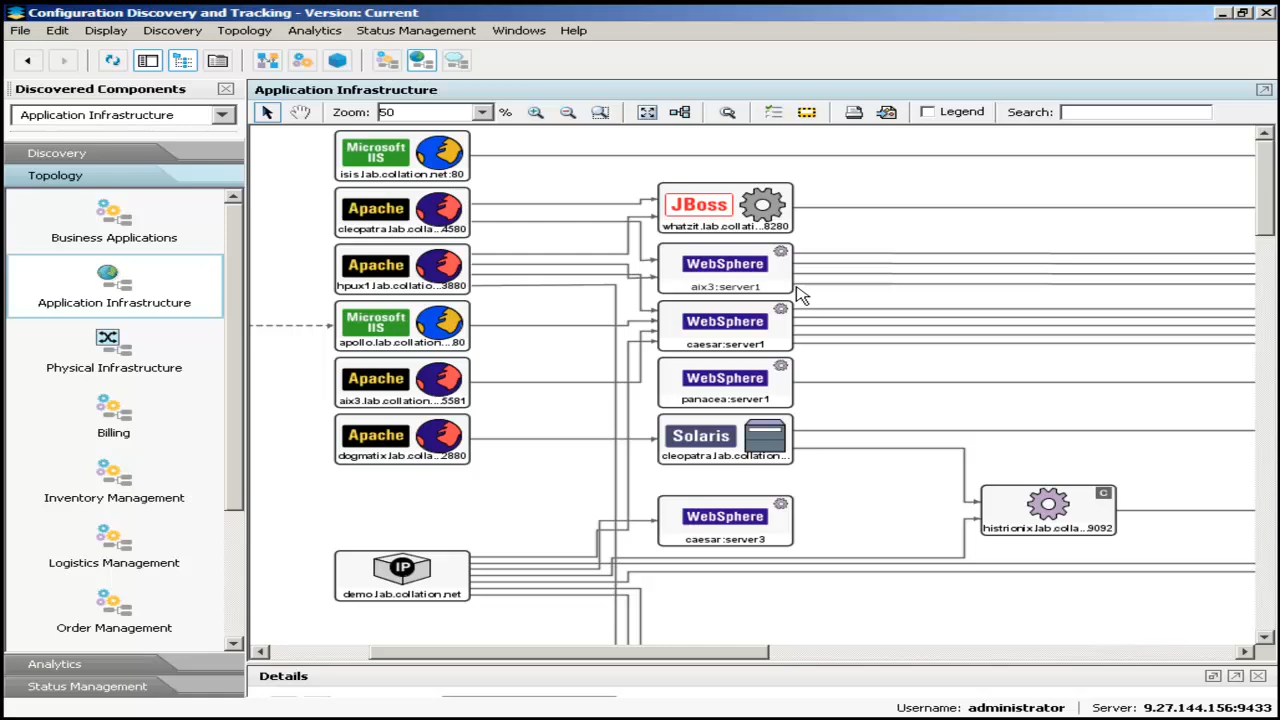 Configuration Discovery and Tracking - Version: Current
File Edit Display Discovery Topology Analytics Status Management Windows Help
Discovered Components
Application Infrastructure
Discovery
Topology
Business Applications
Application Infrastructure
Physical Infrastructure
Billing
Inventory Management
Logistics Management
Order Management
Analytics
Status Management
Application Infrastructure
Zoom: 50 % Legend Search:
Microsoft
IIS
isis.lab.collation.net:80
Apache
cleopatra.lab.colla...4580
Apache
hpux1.lab.collatio...3880
Microsoft
IIS
apollo.lab.collation....80
Apache
aix3.lab.collation....5581
Apache
dogmatix.lab.colla...2880
IP
demo.lab.collation.net
JBoss
whatzit.lab.collati...8280
WebSphere
aix3:server1
WebSphere
caesar:server1
WebSphere
panacea:server1
Solaris
cleopatra.lab.collation...
WebSphere
caesar:server3
C
histrionix.lab.colla...9092
Details
Username: administrator Server: 9.27.144.156:9433